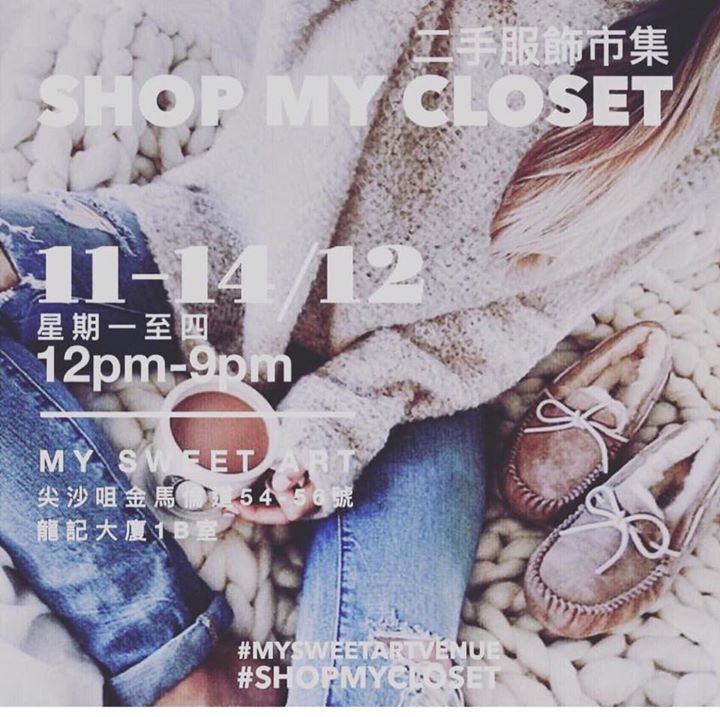 二手服飾市集
SHOP MY CLOSET
11-14/12
星期一至四
12pm-9pm
MY SWEET ART
尖沙咀金馬倫道54-56號
龍記大廈1B室
#MYSWEETARTVENUE
#SHOPMYCLOSET